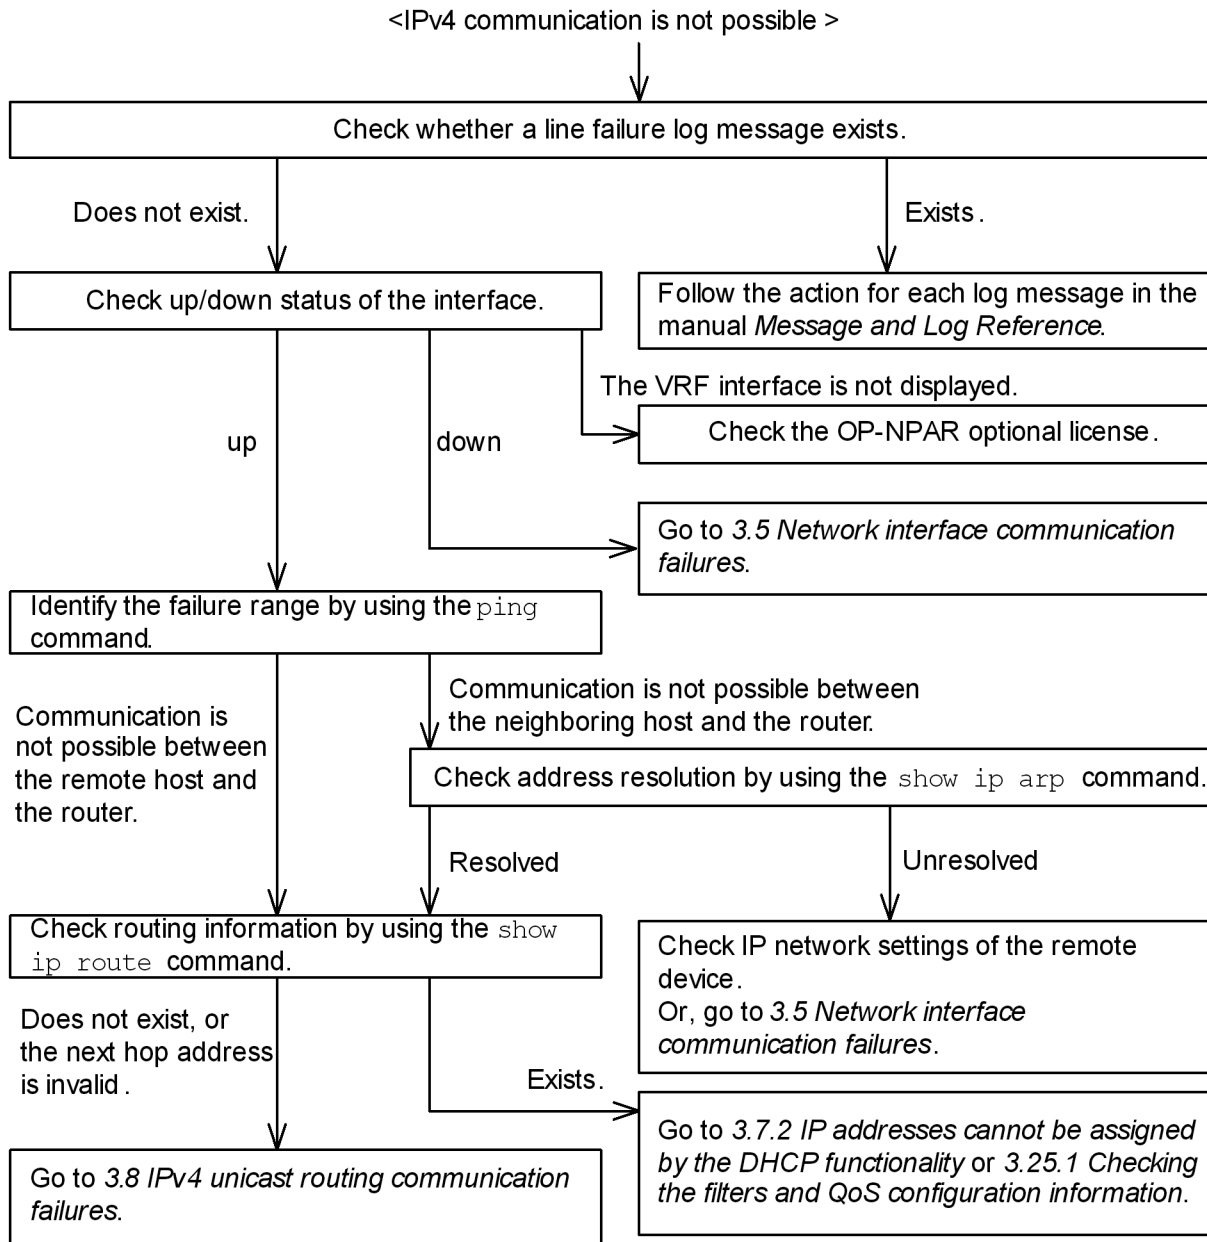 <IPv4 communication is not possible >
Check whether a line failure log message exists.
Does not exist.
Exists .
Check up/down status of the interface.
Follow the action for each log message in the
manual Message and Log Reference.
The VRF interface is not displayed.
Check the OP-NPAR optional license .
up
down
Go to 3.5 Network interface communication
failures.
Identify the failure range by using the ping
command.
Communication is not possible between
the neighboring host and the router.
Communication is
not possible between
the remote host and
the router.
Check address resolution by using the show ip arp command.
Resolved
Unresolved
Check routing information by using the show
ip route command.
Check IP network settings of the remote
device.
Or, go to 3.5 Network interface
communication failures.
Does not exist, or
the next hop address
is invalid .
Exists.
Go to 3.7.2 IP addresses cannot be assigned
by the DHCP functionality or 3.25.1 Checking
the filters and QoS configuration information.
Go to 3.8 IPv4 unicast routing communication
failures.